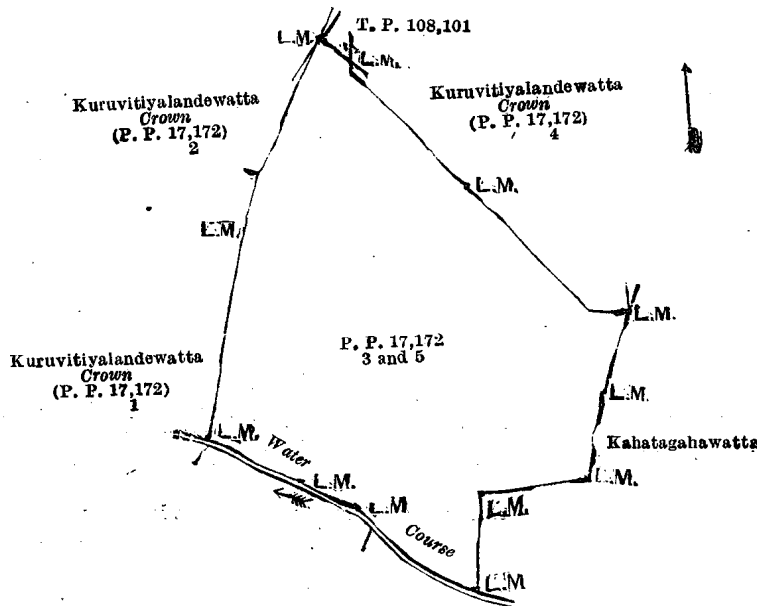 T. P. 108,101
L.M.
L.M.
Kuruvitiyalandewatta
Crown
(P. P. 17,172)
2
Kuruvitiyalandewatta
Crown
(P. P. 17,172)
4
L.M.
L.M.
L.M.
P. P. 17,172
3 and 5
Kuruvitiyalandewatta
Crown
(P. P. 17,172)
1
L.M.
Kahatagahawatta
L.M.
Water
L.M.
L.M.
L.M
L.M.
Course
L.M